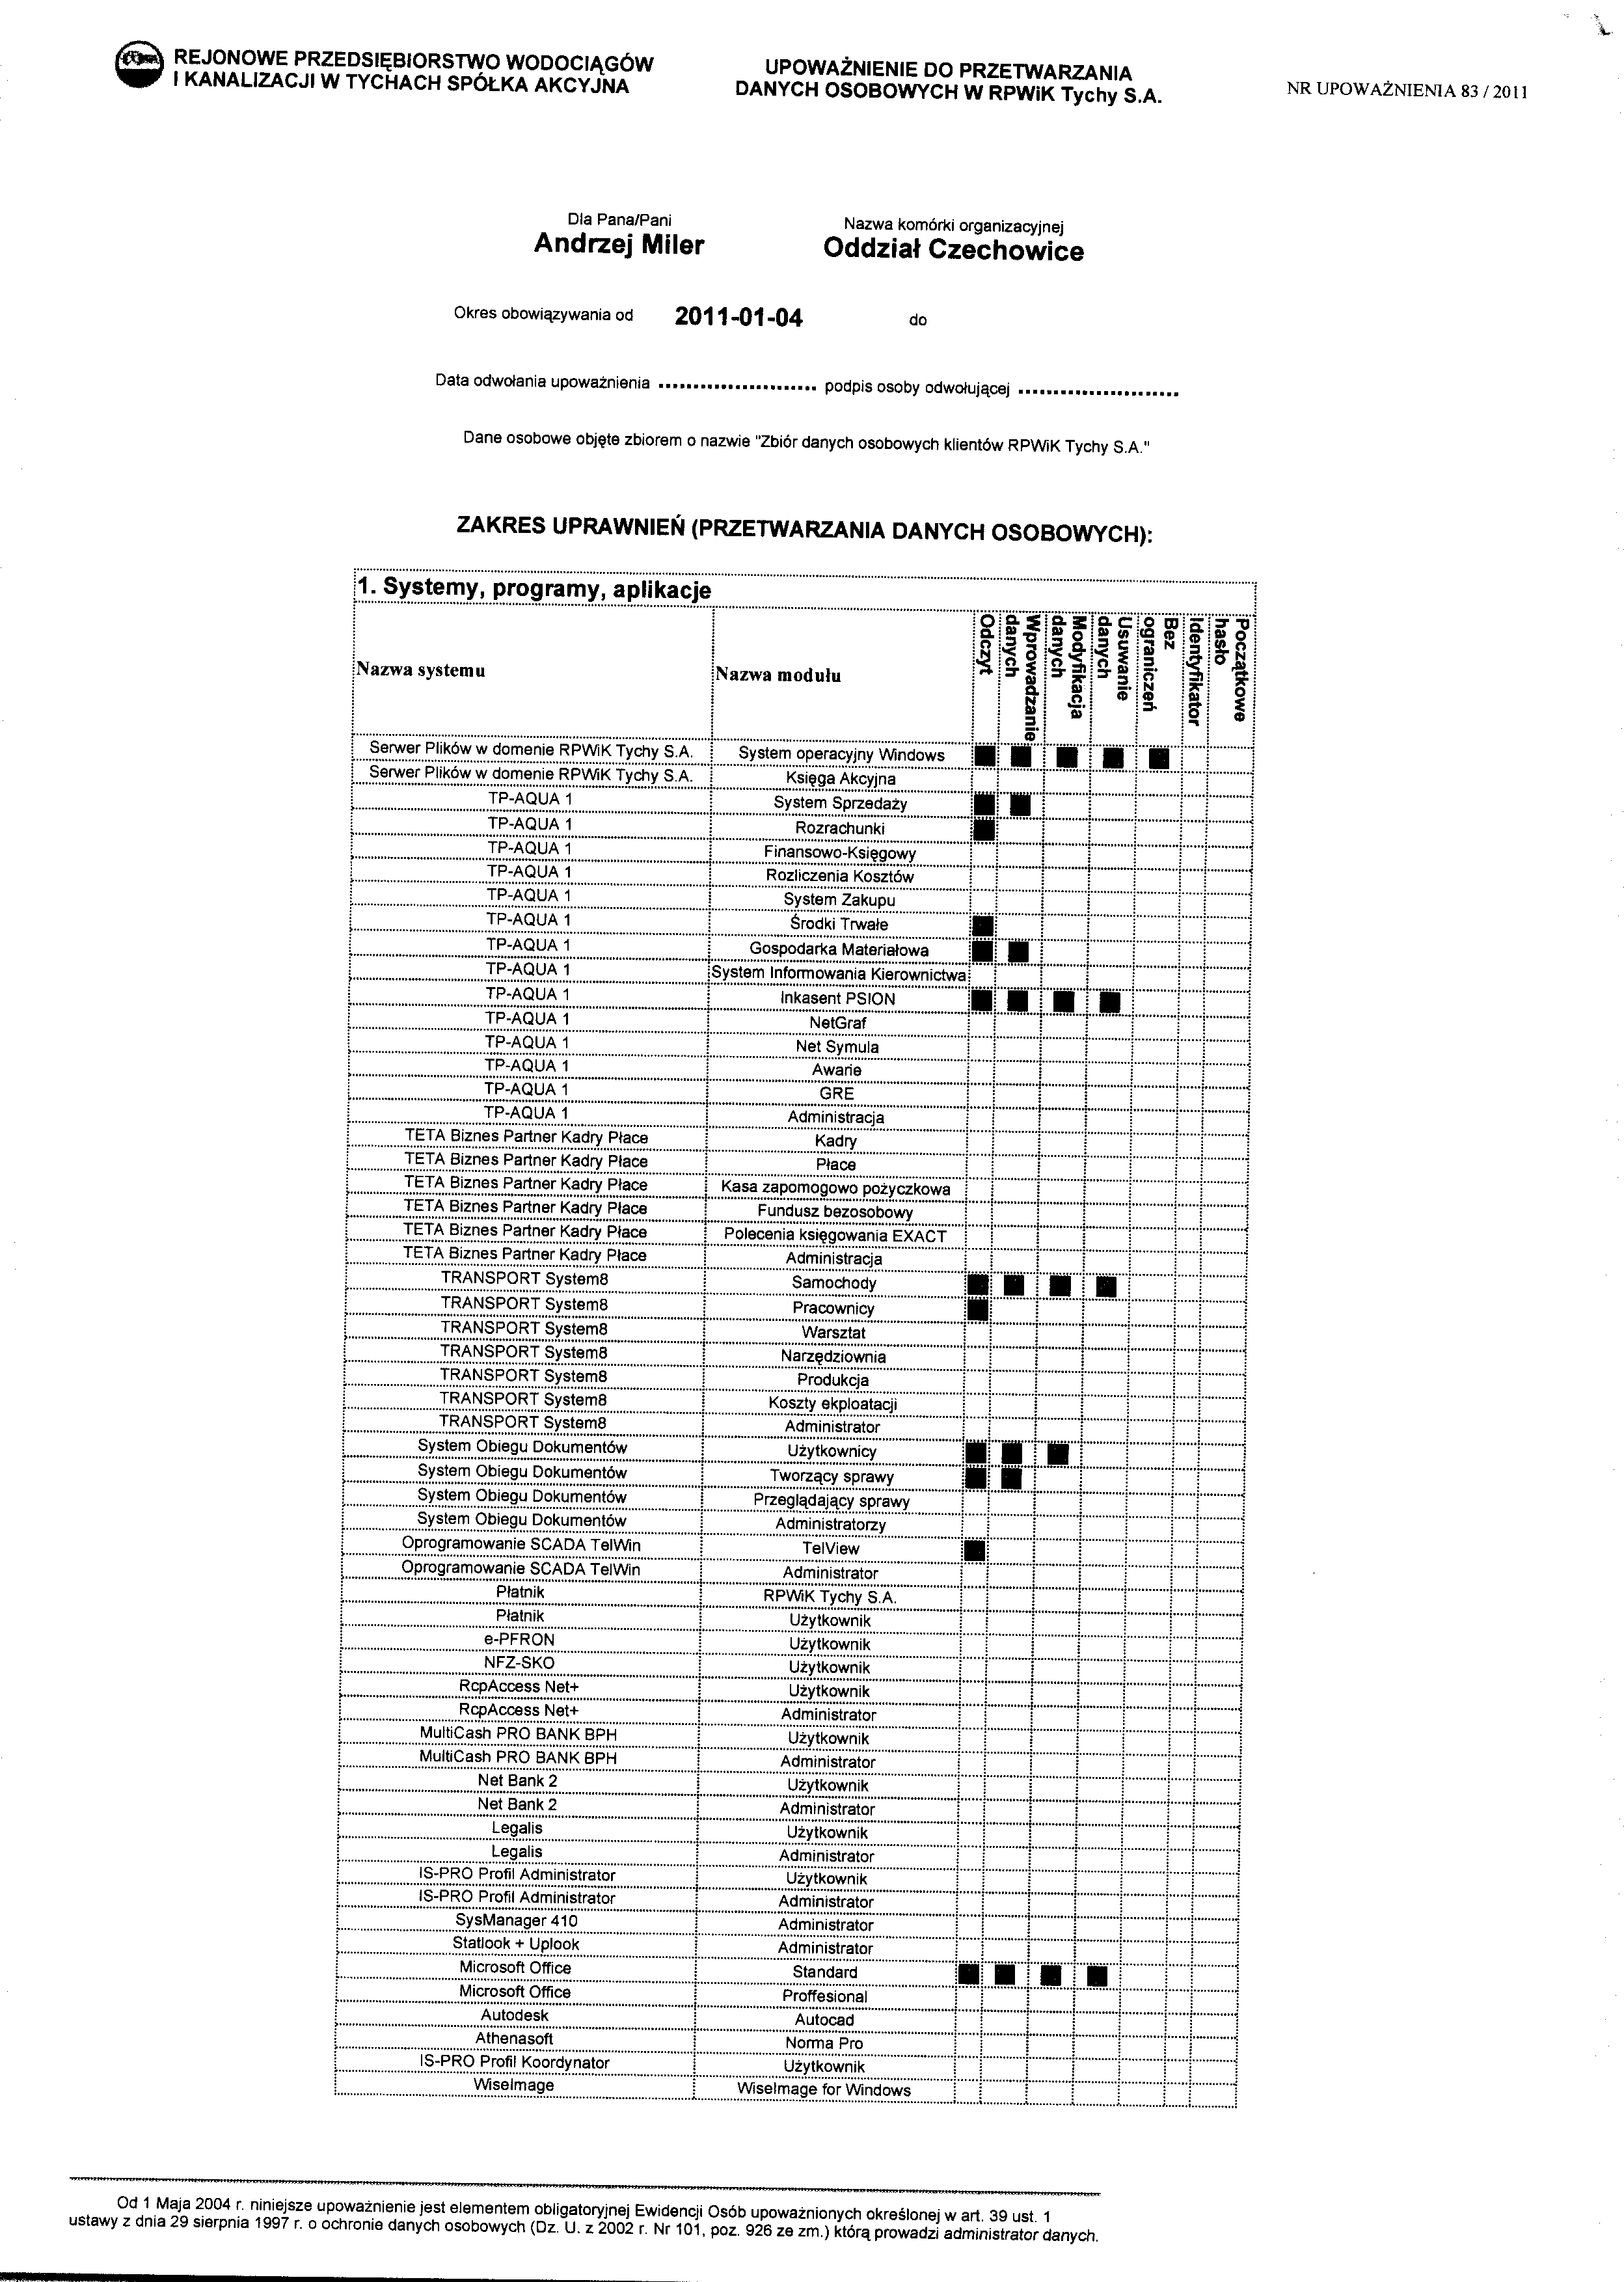 REJONOWE PRZEDSIĘBIORSTWO WODOCIĄGÓW
I KANALIZACJI W TYCHACH SPÓŁKA AKCYJNA
UPOWAŻNIENIE DO PRZETWARZANIA
DANYCH OSOBOWYCH W RPWiK Tychy S.A.
NR UPOWAŻNIENIA 83 / 2011
Dla Pana/Pani
Andrzej Miler
Nazwa komórki organizacyjnej
Oddział Czechowice
Okres obowiązywania od 2011-01-04 do
Data odwołania upoważnienia ....................... podpis osoby odwołującej .......................
Dane osobowe objęte zbiorem o nazwie "Zbiór danych osobowych klientów RPWiK Tychy S.A."
ZAKRES UPRAWNIEŃ (PRZETWARZANIA DANYCH OSOBOWYCH):
1. Systemy, programy, aplikacje
Nazwa systemu Nazwa modułu Odczyt Wprowadzanie danych Modyfikacja danych Usuwanie danych Bez ograniczeń Identyfikator Początkowe hasło
Serwer Plików w domenie RPWiK Tychy S.A. System operacyjny Windows
Serwer Plików w domenie RPWiK Tychy S.A. Księga Akcyjna
TP-AQUA 1 System Sprzedaży
TP-AQUA 1 Rozrachunki
TP-AQUA 1 Finansowo-Księgowy
TP-AQUA 1 Rozliczenia Kosztów
TP-AQUA 1 System Zakupu
TP-AQUA 1 Środki Trwałe
TP-AQUA 1 Gospodarka Materiałowa
TP-AQUA 1 System Informowania Kierownictwa
TP-AQUA 1 Inkasent PSION
TP-AQUA 1 NetGraf
TP-AQUA 1 Net Symula
TP-AQUA 1 Awarie
TP-AQUA 1 GRE
TP-AQUA 1 Administracja
TETA Biznes Partner Kadry Płace Kadry
TETA Biznes Partner Kadry Płace Płace
TETA Biznes Partner Kadry Płace Kasa zapomogowo pożyczkowa
TETA Biznes Partner Kadry Płace Fundusz bezosobowy
TETA Biznes Partner Kadry Płace Polecenia księgowania EXACT
TETA Biznes Partner Kadry Płace Administracja
TRANSPORT System8 Samochody
TRANSPORT System8 Pracownicy
TRANSPORT System8 Warsztat
TRANSPORT System8 Narzędziownia
TRANSPORT System8 Produkcja
TRANSPORT System8 Koszty ekploatacji
TRANSPORT System8 Administrator
System Obiegu Dokumentów Użytkownicy
System Obiegu Dokumentów Tworzący sprawy
System Obiegu Dokumentów Przeglądający sprawy
System Obiegu Dokumentów Administratorzy
Oprogramowanie SCADA TelWin TelView
Oprogramowanie SCADA TelWin Administrator
Płatnik RPWiK Tychy S.A.
Płatnik Użytkownik
e-PFRON Użytkownik
NFZ-SKO Użytkownik
RcpAccess Net+ Użytkownik
RcpAccess Net+ Administrator
MultiCash PRO BANK BPH Użytkownik
MultiCash PRO BANK BPH Administrator
Net Bank 2 Użytkownik
Net Bank 2 Administrator
Legalis Użytkownik
Legalis Administrator
IS-PRO Profil Administrator Użytkownik
IS-PRO Profil Administrator Administrator
SysManager 410 Administrator
Statlook + Uplook Administrator
Microsoft Office Standard
Microsoft Office Proffesional
Autodesk Autocad
Athenasoft Norma Pro
IS-PRO Profil Koordynator Użytkownik
WiseImage WiseImage for Windows
Od 1 Maja 2004 r. niniejsze upoważnienie jest elementem obligatoryjnej Ewidencji Osób upoważnionych określonej w art. 39 ust. 1
ustawy z dnia 29 sierpnia 1997 r. o ochronie danych osobowych (Dz. U. z 2002 r. Nr 101, poz. 926 ze zm.) którą prowadzi administrator danych.